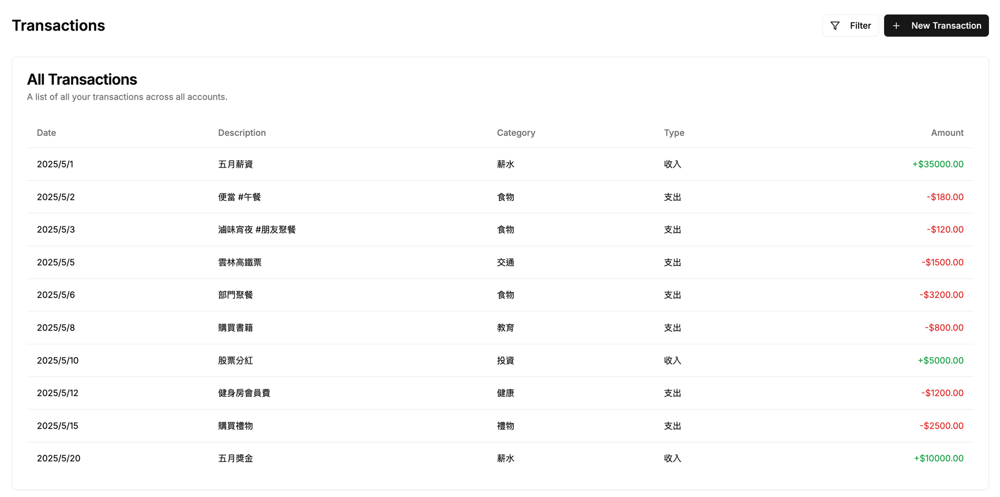 Transactions
Filter
+ New Transaction
All Transactions
A list of all your transactions across all accounts.
Date Description Category Type Amount
2025/5/1 五月薪資 薪水 收入 +$35000.00
2025/5/2 便當 #午餐 食物 支出 -$180.00
2025/5/3 滷味宵夜 #朋友聚餐 食物 支出 -$120.00
2025/5/5 雲林高鐵票 交通 支出 -$1500.00
2025/5/6 部門聚餐 食物 支出 -$3200.00
2025/5/8 購買書籍 教育 支出 -$800.00
2025/5/10 股票分紅 投資 收入 +$5000.00
2025/5/12 健身房會員費 健康 支出 -$1200.00
2025/5/15 購買禮物 禮物 支出 -$2500.00
2025/5/20 五月獎金 薪水 收入 +$10000.00